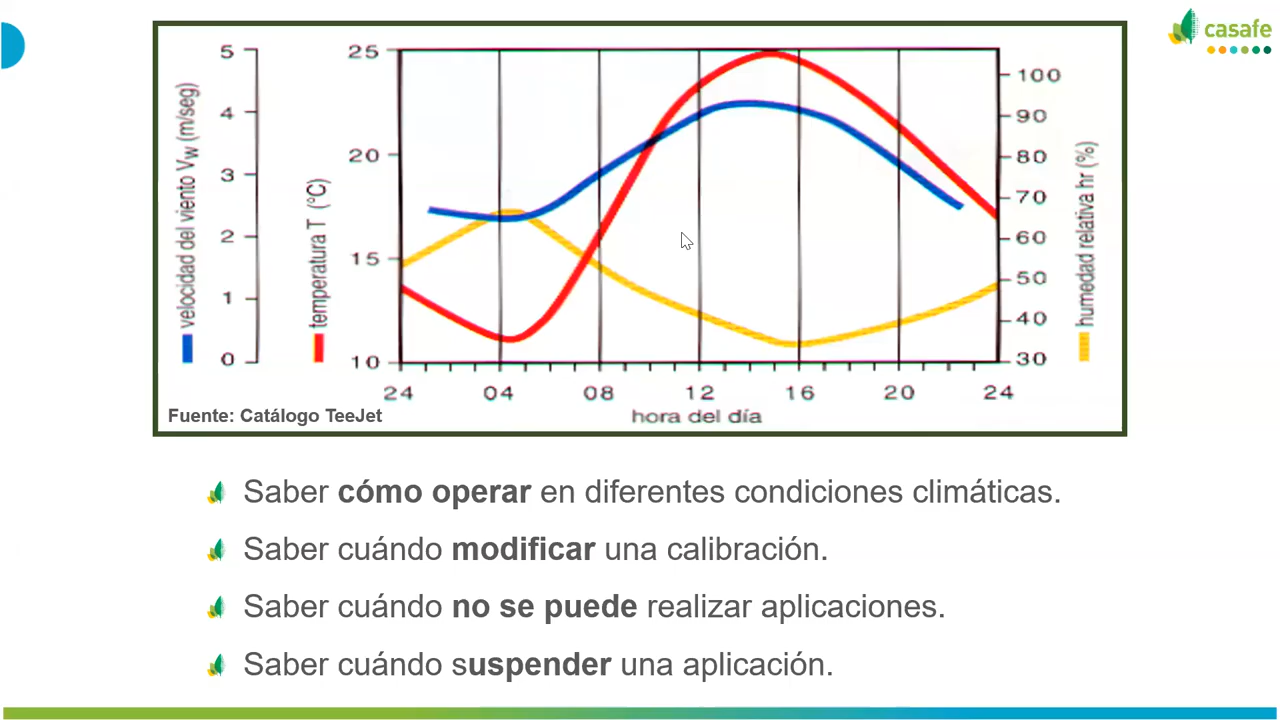 casafe
5
4
3
2
1
0
velocidad del viento Vw (m/seg)
25
20
15
10
temperatura T (°C)
100
90
80
70
60
50
40
30
humedad relativa hr (%)
24 04 08 12 16 20 24
hora del día
Fuente: Catálogo TeeJet
Saber cómo operar en diferentes condiciones climáticas.
Saber cuándo modificar una calibración.
Saber cuándo no se puede realizar aplicaciones.
Saber cuándo suspender una aplicación.